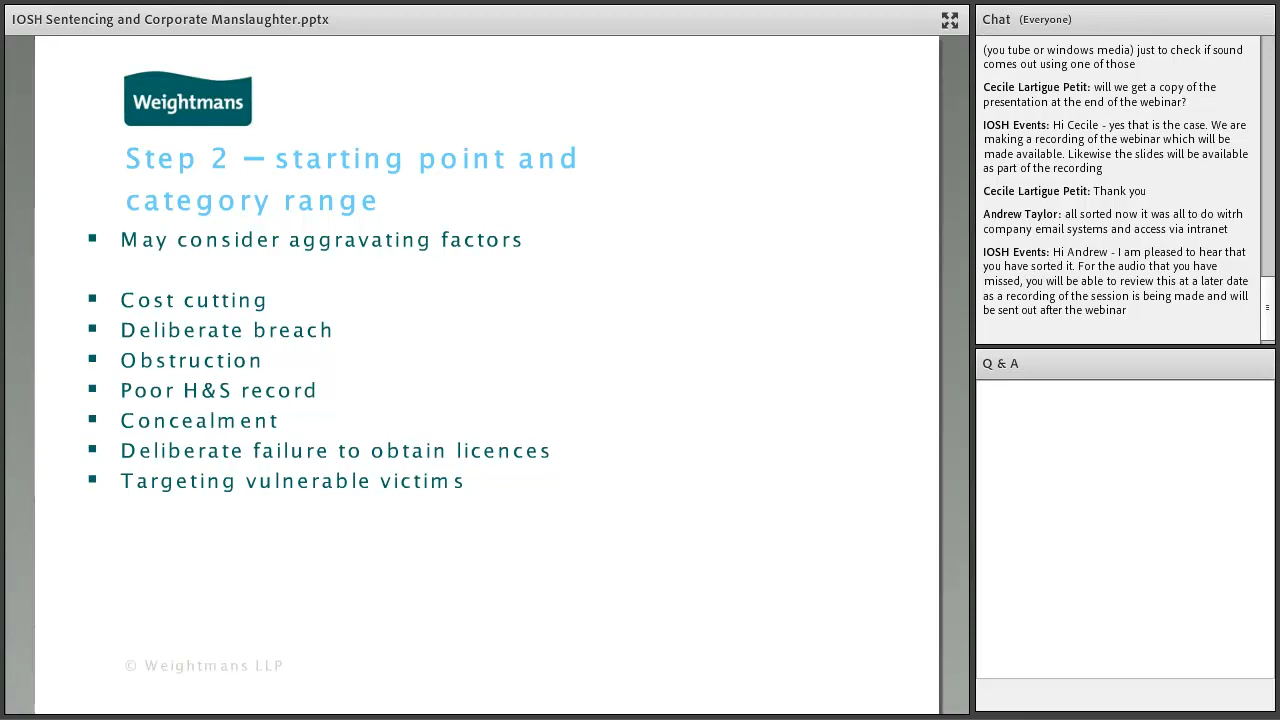 IOSH Sentencing and Corporate Manslaughter.pptx
Weightmans
Step 2 – starting point and
category range
May consider aggravating factors
Cost cutting
Deliberate breach
Obstruction
Poor H&S record
Concealment
Deliberate failure to obtain licences
Targeting vulnerable victims
© Weightmans LLP
Chat (Everyone)
(you tube or windows media) just to check if sound
comes out using one of those
Cecile Lartigue Petit: will we get a copy of the
presentation at the end of the webinar?
IOSH Events: Hi Cecile - yes that is the case. We are
making a recording of the webinar which will be
made available. Likewise the slides will be available
as part of the recording
Cecile Lartigue Petit: Thank you
Andrew Taylor: all sorted now it was all to do witrh
company email systems and access via intranet
IOSH Events: Hi Andrew - I am pleased to hear that
you have sorted it. For the audio that you have
missed, you will be able to review this at a later date
as a recording of the session is being made and will
be sent out after the webinar
Q & A